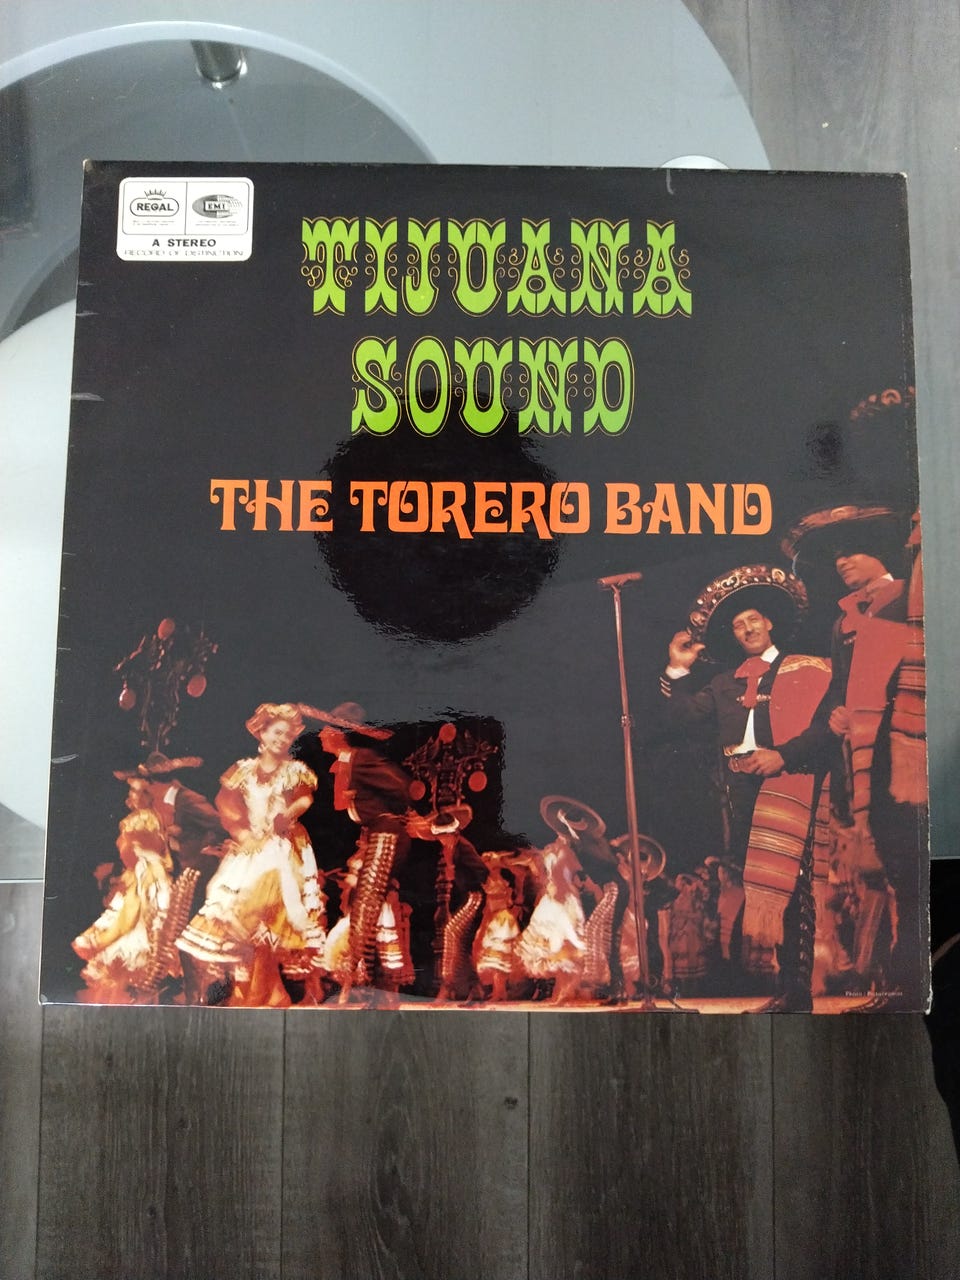 REGAL
EMI
A STEREO
RECORD OF DISTINCTION
TIJUANA
SOUND
THE TORERO BAND